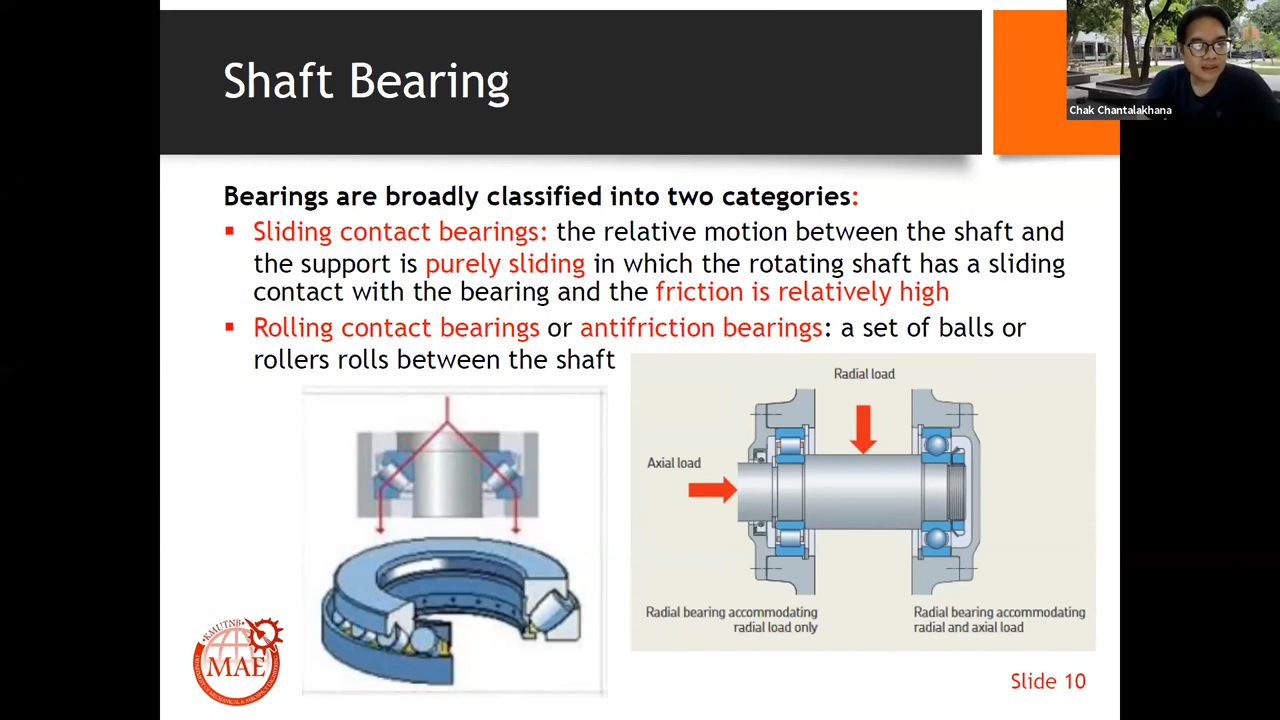 Shaft Bearing
Chak Chantalakhana
Bearings are broadly classified into two categories:
▪ Sliding contact bearings: the relative motion between the shaft and
the support is purely sliding in which the rotating shaft has a sliding
contact with the bearing and the friction is relatively high
▪ Rolling contact bearings or antifriction bearings: a set of balls or
rollers rolls between the shaft
Radial load
Axial load
Radial bearing accommodating
radial load only
Radial bearing accommodating
radial and axial load
KMUTNB
MAE
Slide 10